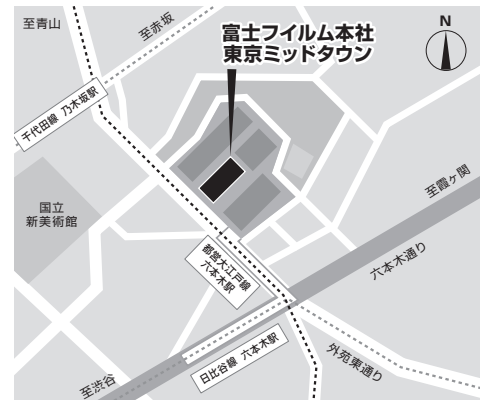 至青山
至赤坂
富士フイルム本社
東京ミッドタウン
N
千代田線 乃木坂駅
国立
新美術館
至霞ヶ関
都営大江戸線
六本木駅
六本木通り
日比谷線 六本木駅
外苑東通り
至渋谷